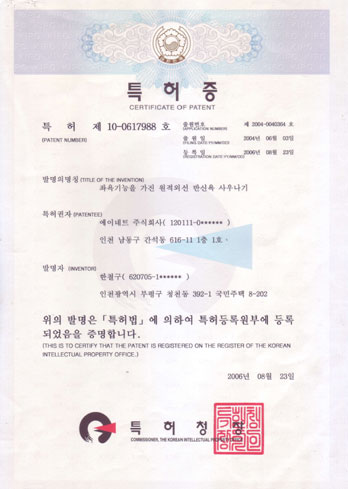 특허증
CERTIFICATE OF PATENT
특 허 제 10-0617988 호
(PATENT NUMBER)
출원번호 제 2004-0040364 호
(APPLICATION NUMBER)
출원일 2004년 06월 03일
(FILING DATE:YY/MM/DD)
등록일 2006년 08월 23일
(REGISTRATION DATE:YY/MM/DD)
발명의명칭 (TITLE OF THE INVENTION)
좌욕기능을 가진 원적외선 반신욕 사우나기
특허권자 (PATENTEE)
에이네트 주식회사( 120111-0****** )
인천 남동구 간석동 616-11 1층 1호
발명자 (INVENTOR)
한철구( 620705-1****** )
인천광역시 부평구 청천동 392-1 국민주택 8-202
위의 발명은「특허법」에 의하여 특허등록원부에 등록
되었음을 증명합니다.
(THIS IS TO CERTIFY THAT THE PATENT IS REGISTERED ON THE REGISTER OF THE KOREAN
INTELLECTUAL PROPERTY OFFICE.)
2006년 08월 23일
특허청
COMMISSIONER, THE KOREAN INTELLECTUAL PROPERTY OFFICE